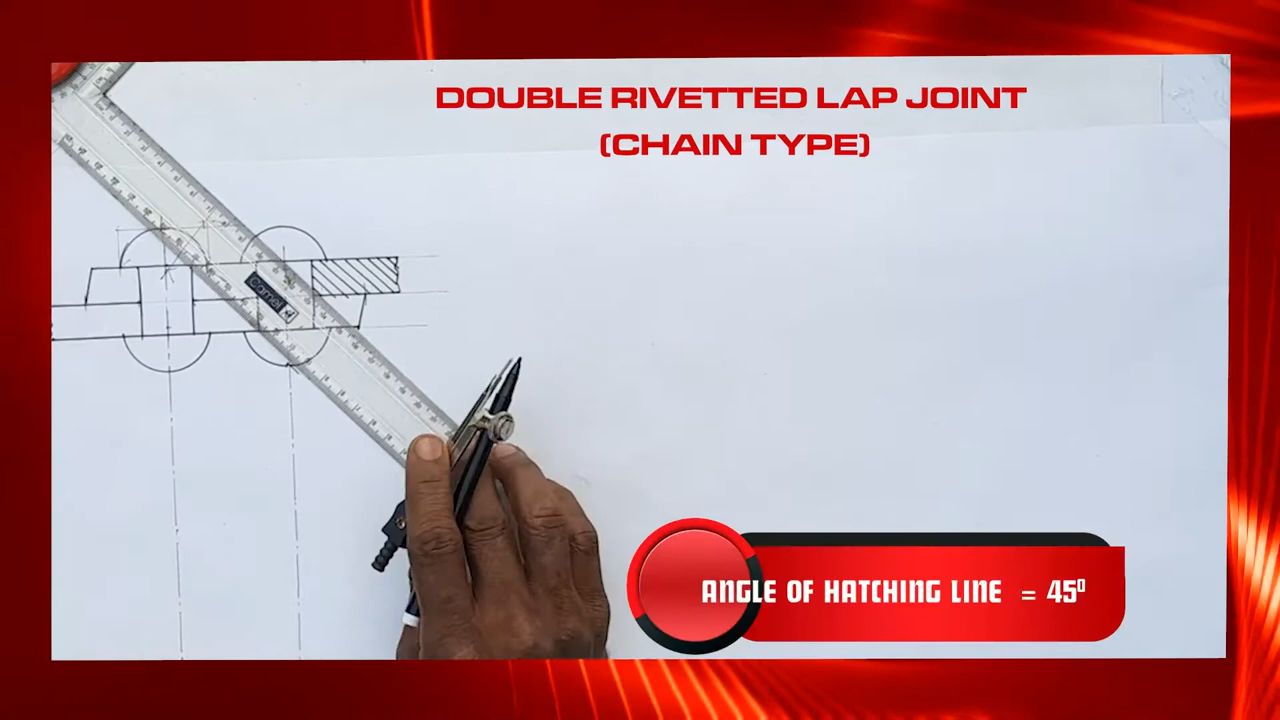 DOUBLE RIVETTED LAP JOINT
(CHAIN TYPE)
Camel
ANGLE OF HATCHING LINE = 45⁰